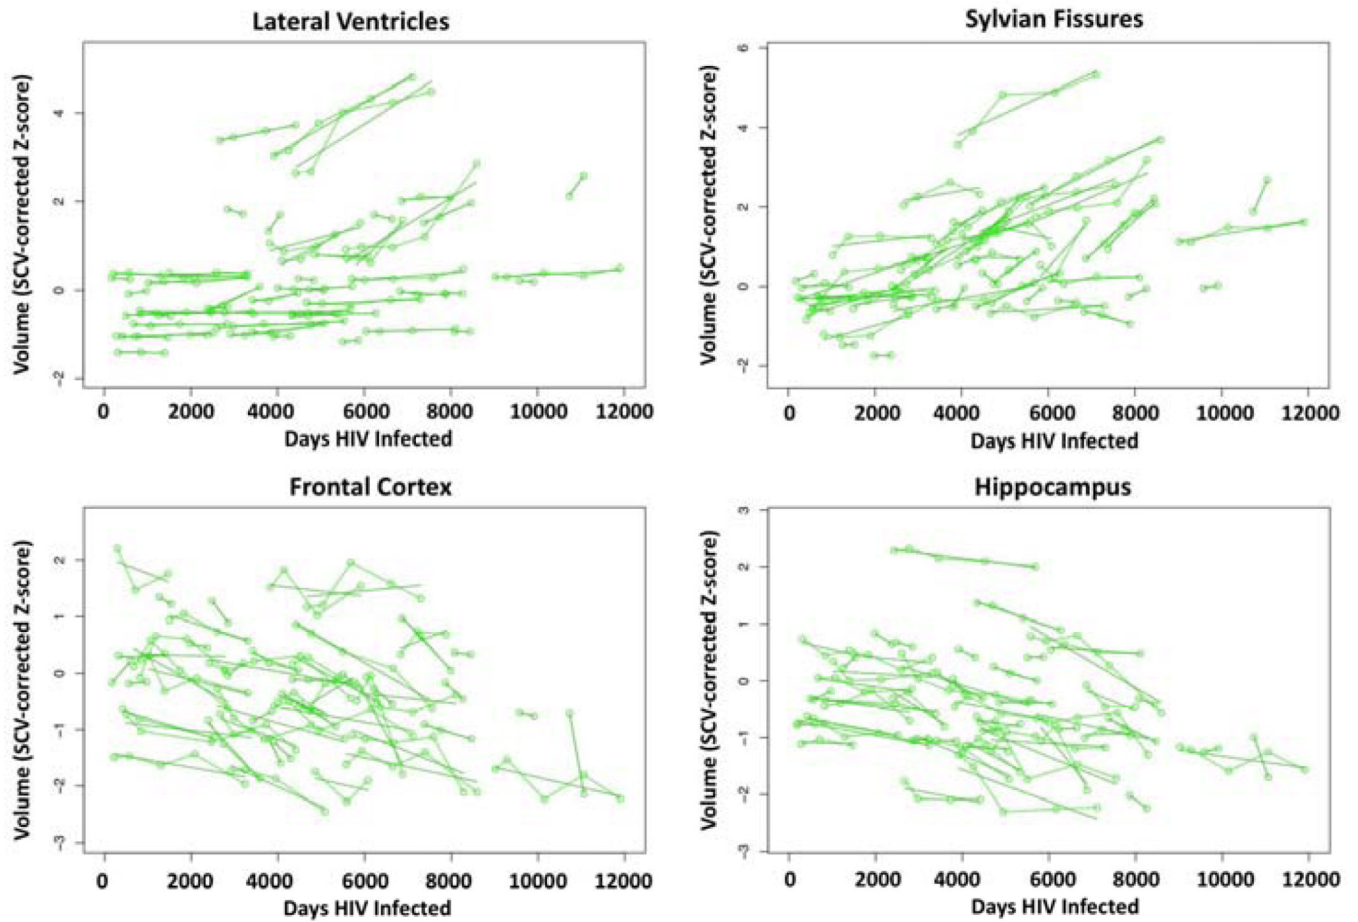 Lateral Ventricles
Volume (SCV-corrected Z-score)
4
2
0
−2
0 2000 4000 6000 8000 10000 12000
Days HIV Infected
Sylvian Fissures
Volume (SCV-corrected Z-score)
6
4
2
0
−2
0 2000 4000 6000 8000 10000 12000
Days HIV Infected
Frontal Cortex
Volume (SCV-corrected Z-score)
2
1
0
−1
−2
−3
0 2000 4000 6000 8000 10000 12000
Days HIV Infected
Hippocampus
Volume (SCV-corrected Z-score)
3
2
1
0
−1
−2
−3
0 2000 4000 6000 8000 10000 12000
Days HIV Infected